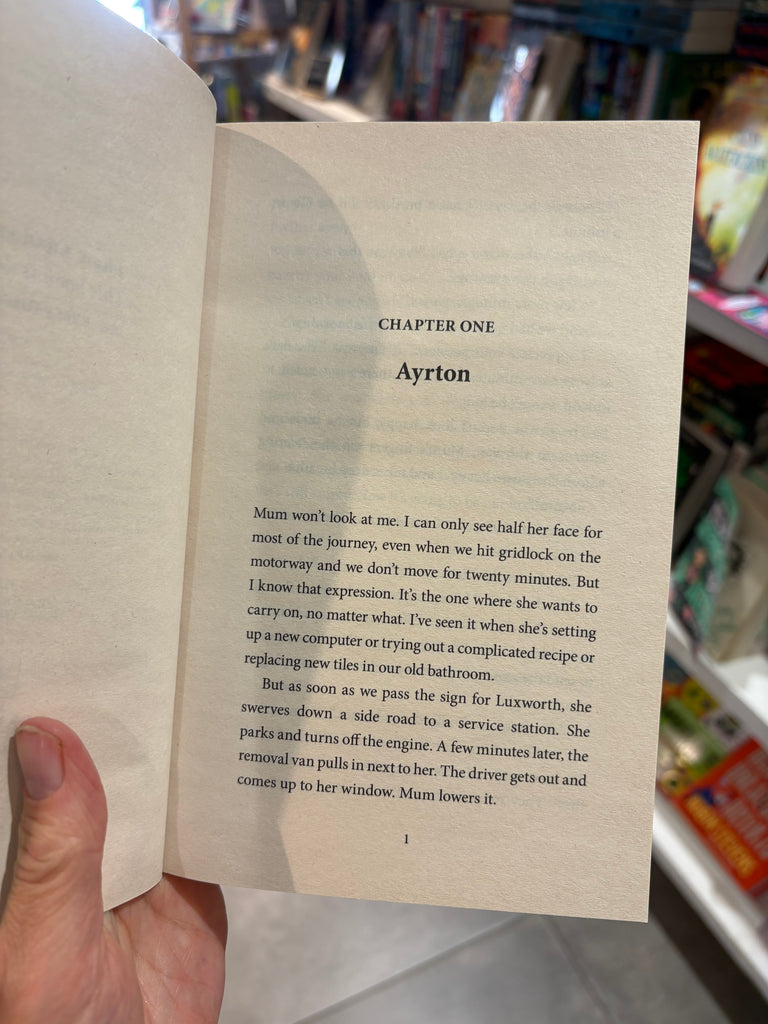 CHAPTER ONE
Ayrton
Mum won’t look at me. I can only see half her face for
most of the journey, even when we hit gridlock on the
motorway and we don’t move for twenty minutes. But
I know that expression. It’s the one where she wants to
carry on, no matter what. I’ve seen it when she’s setting
up a new computer or trying out a complicated recipe or
replacing new tiles in our old bathroom.
But as soon as we pass the sign for Luxworth, she
swerves down a side road to a service station. She
parks and turns off the engine. A few minutes later, the
removal van pulls in next to her. The driver gets out and
comes up to her window. Mum lowers it.
1